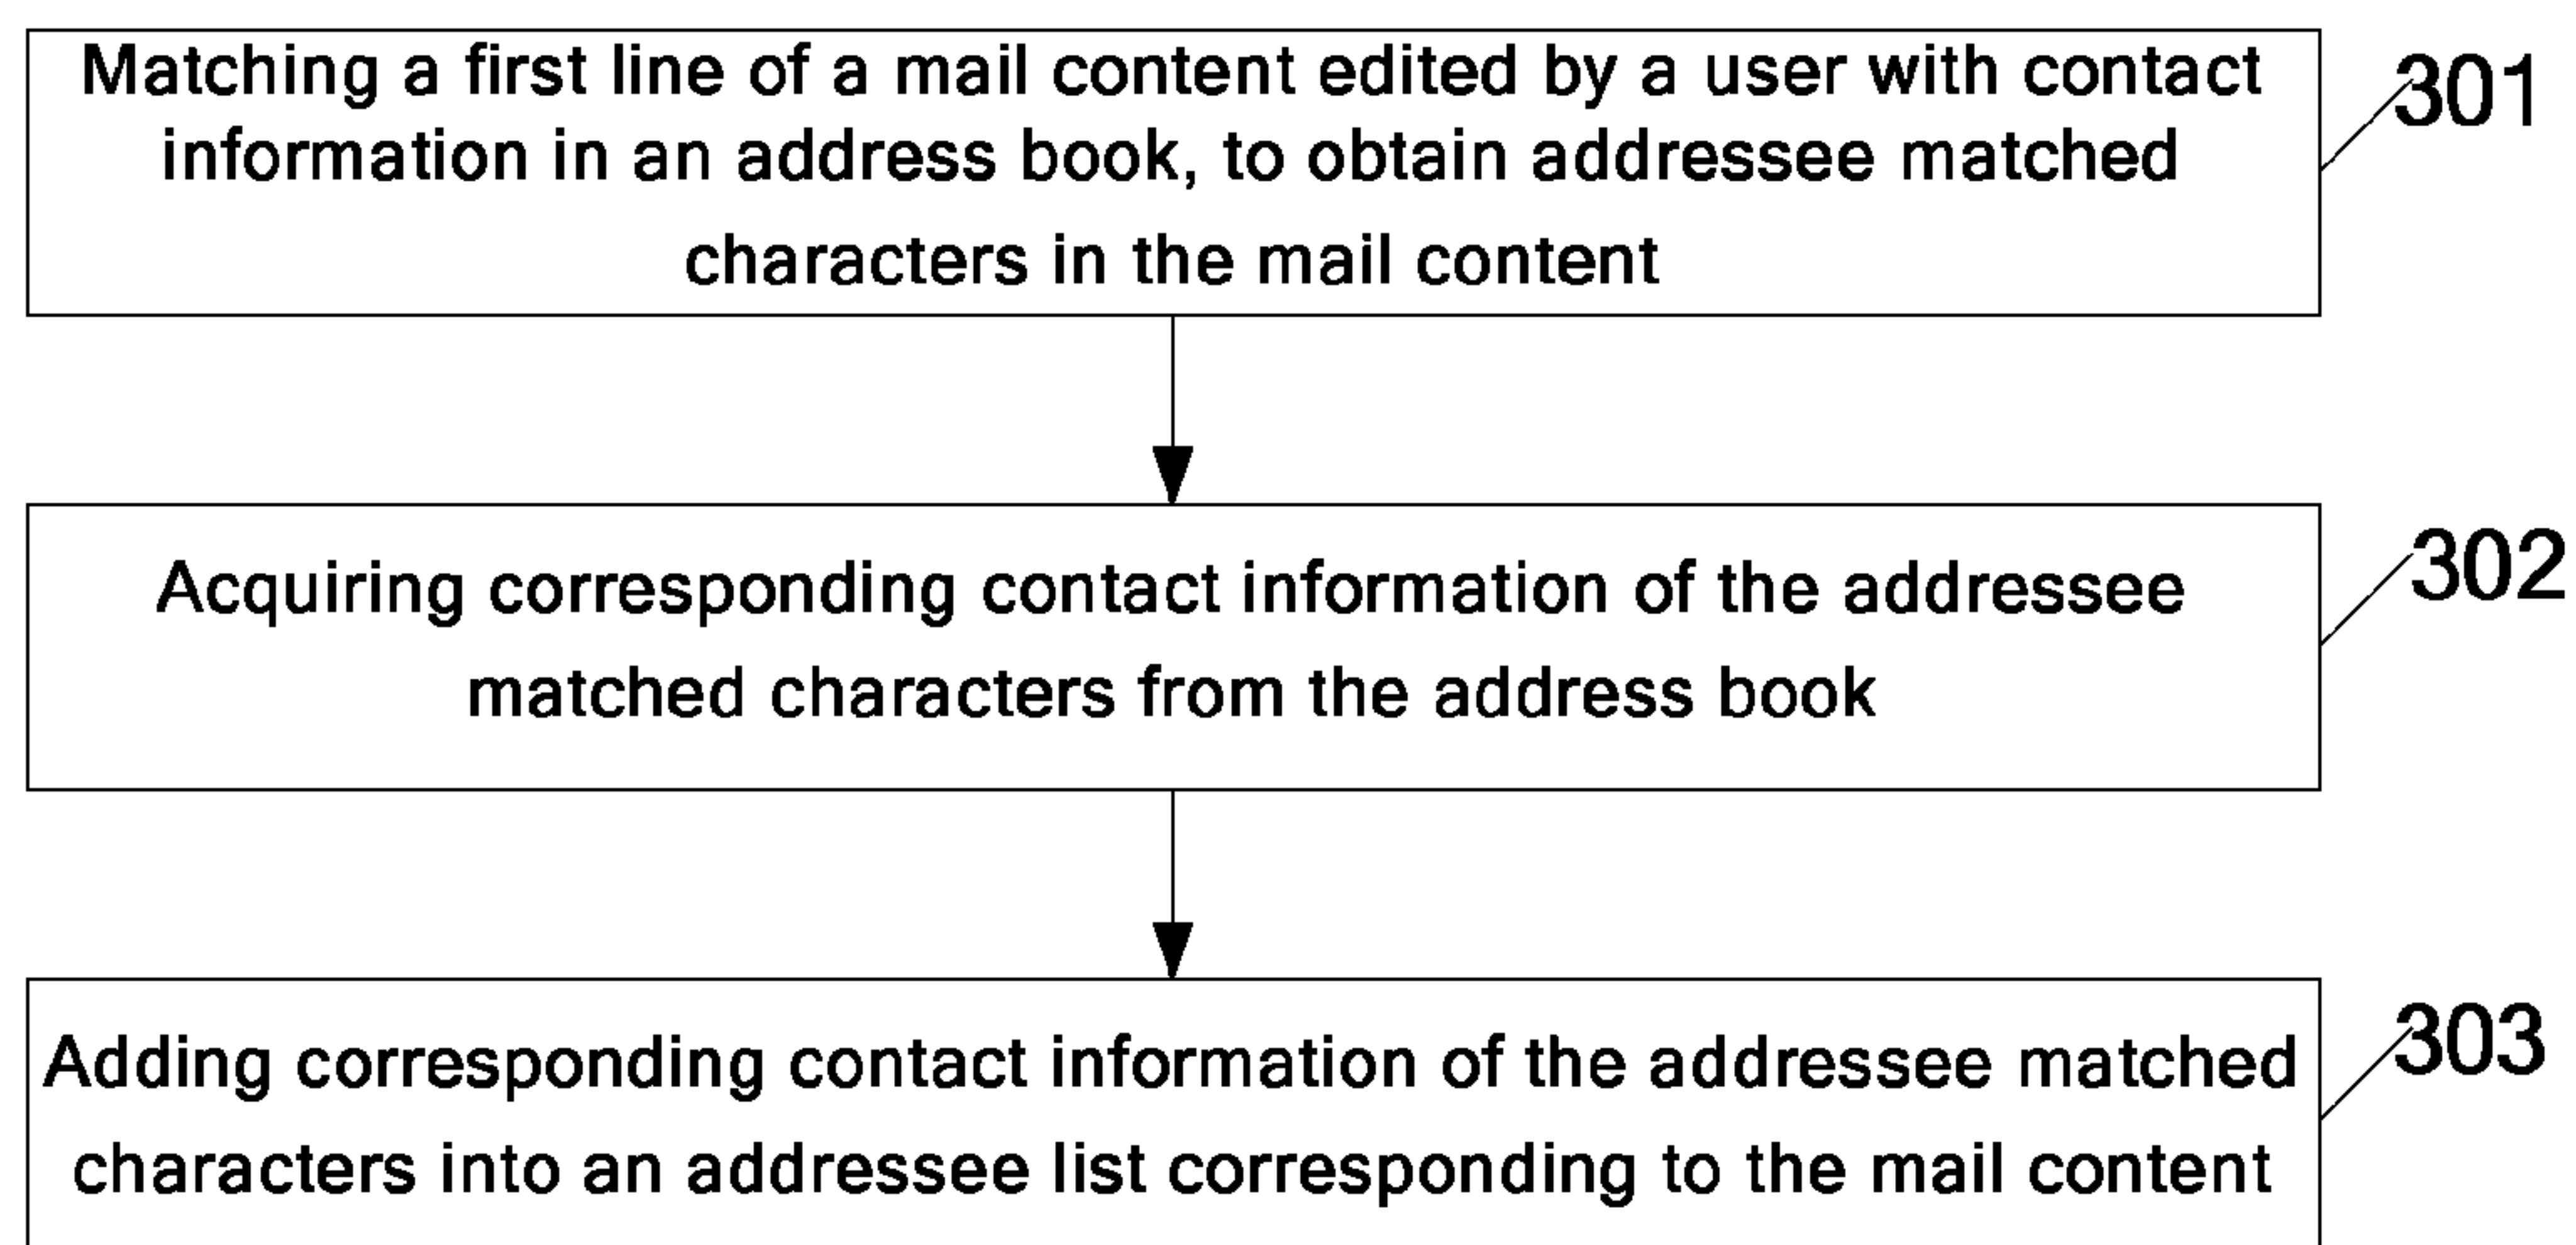 Matching a first line of a mail content edited by a user with contact
information in an address book, to obtain addressee matched
characters in the mail content
301
Acquiring corresponding contact information of the addressee
matched characters from the address book
302
Adding corresponding contact information of the addressee matched
characters into an addressee list corresponding to the mail content
303